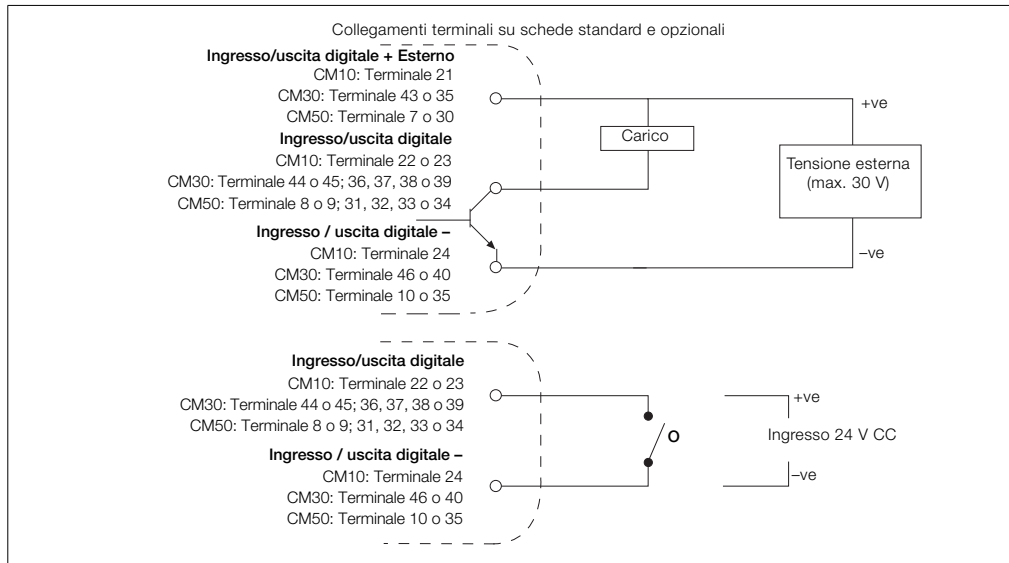 Collegamenti terminali su schede standard e opzionali
Ingresso/uscita digitale + Esterno
CM10: Terminale 21
CM30: Terminale 43 o 35
CM50: Terminale 7 o 30
Ingresso/uscita digitale
CM10: Terminale 22 o 23
CM30: Terminale 44 o 45; 36, 37, 38 o 39
CM50: Terminale 8 o 9; 31, 32, 33 o 34
Ingresso / uscita digitale –
CM10: Terminale 24
CM30: Terminale 46 o 40
CM50: Terminale 10 o 35
Carico
+ve
Tensione esterna
(max. 30 V)
–ve
Ingresso/uscita digitale
CM10: Terminale 22 o 23
CM30: Terminale 44 o 45; 36, 37, 38 o 39
CM50: Terminale 8 o 9; 31, 32, 33 o 34
Ingresso / uscita digitale –
CM10: Terminale 24
CM30: Terminale 46 o 40
CM50: Terminale 10 o 35
O
+ve
Ingresso 24 V CC
–ve